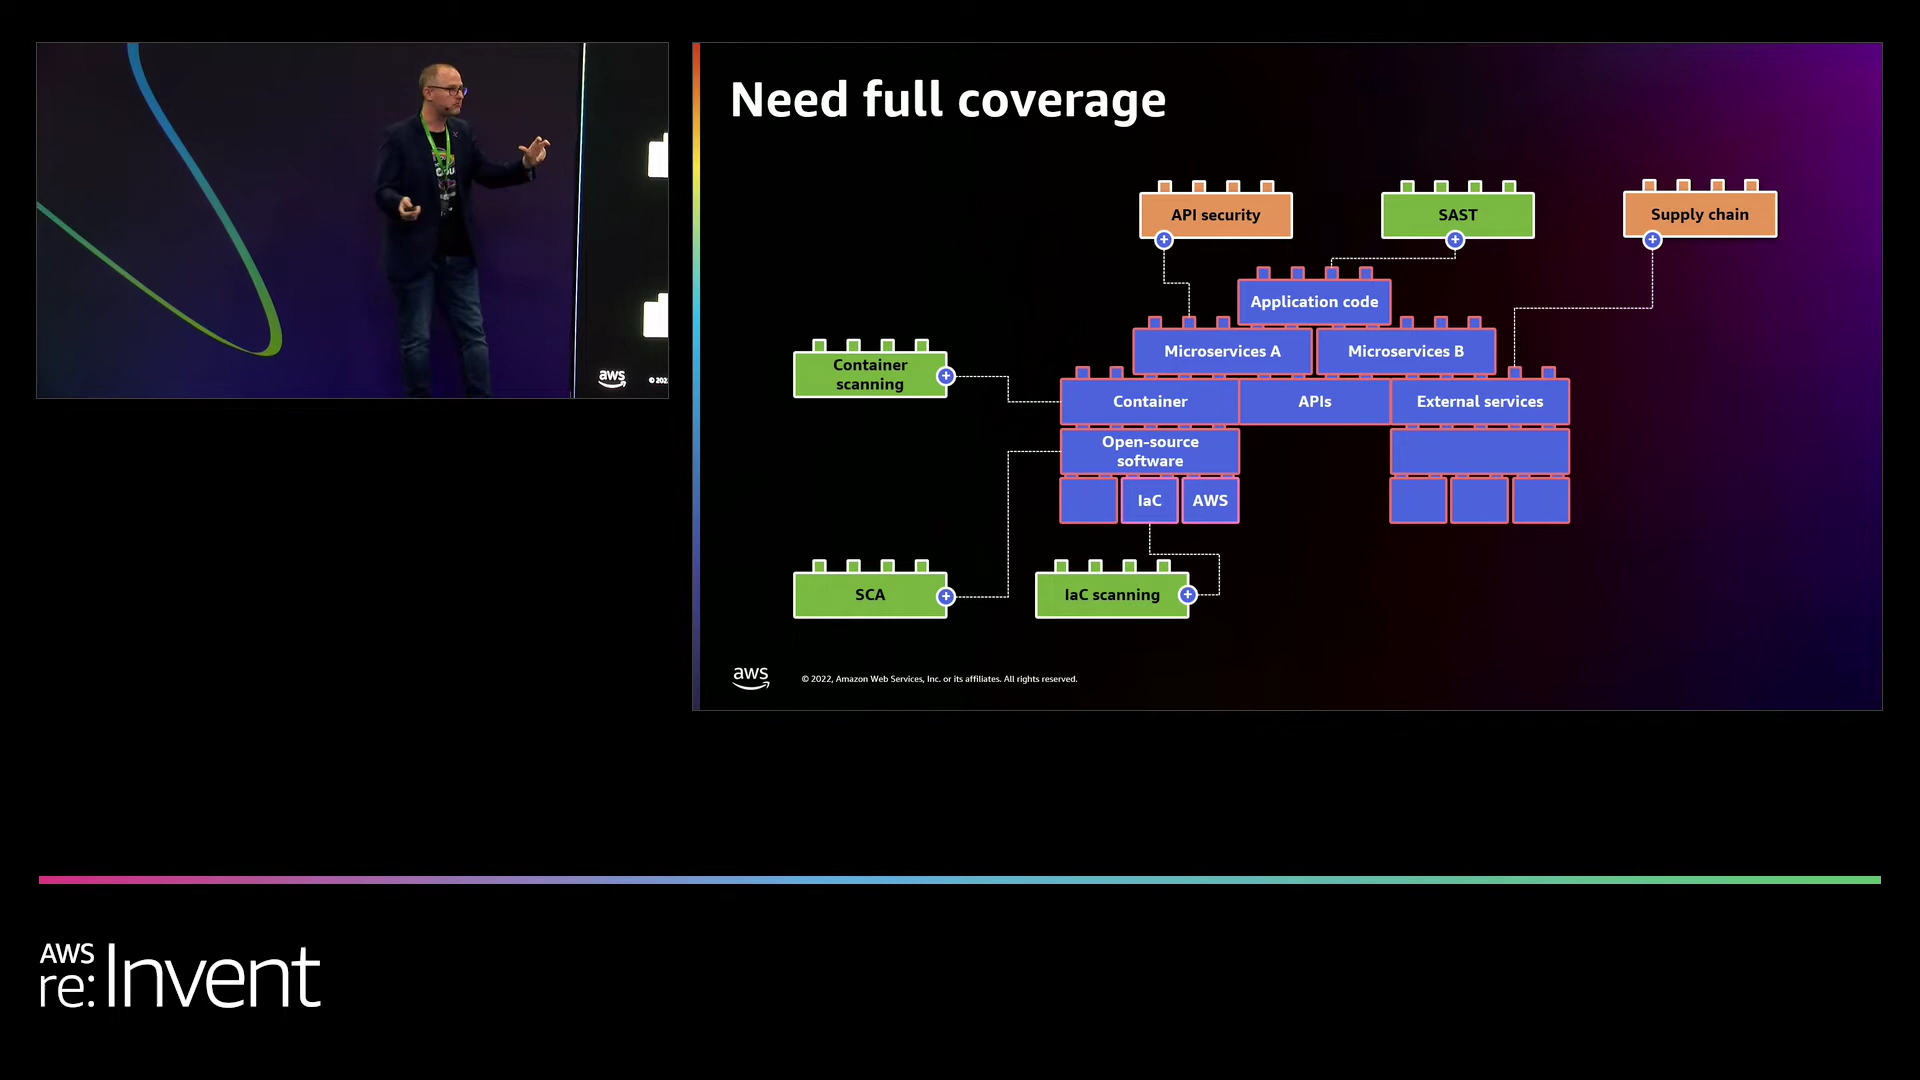 Need full coverage
API security
SAST
Supply chain
Application code
Microservices A
Microservices B
Container
scanning
Container
APIs
External services
Open-source
software
IaC
AWS
SCA
IaC scanning
aws
© 2022, Amazon Web Services, Inc. or its affiliates. All rights reserved.
aws
© 202
AWS
re:Invent